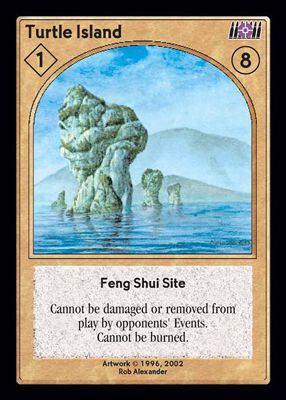 Turtle Island
1
8
Feng Shui Site
Cannot be damaged or removed from
play by opponents' Events.
Cannot be burned.
Artwork © 1996, 2002
Rob Alexander